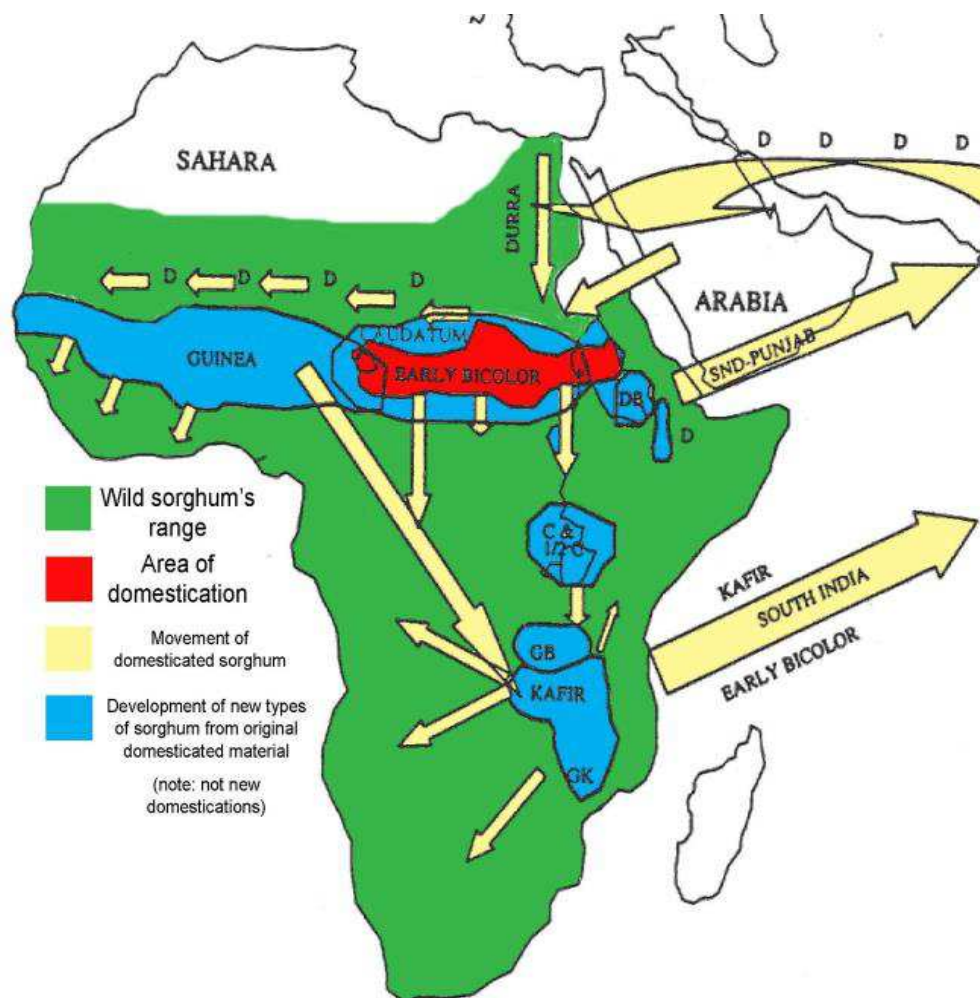 SAHARA
D D D D
DURRA
ARABIA
D D D D
CAUDATUM
GUINEA
EARLY BICOLOR
SND-PUNJAB
DB
D
Wild sorghum's
range
Area of
domestication
Movement of
domesticated sorghum
Development of new types
of sorghum from original
domesticated material
(note: not new
domestications)
C &
KAFIR
SOUTH INDIA
EARLY BICOLOR
GB
KAFIR
GK